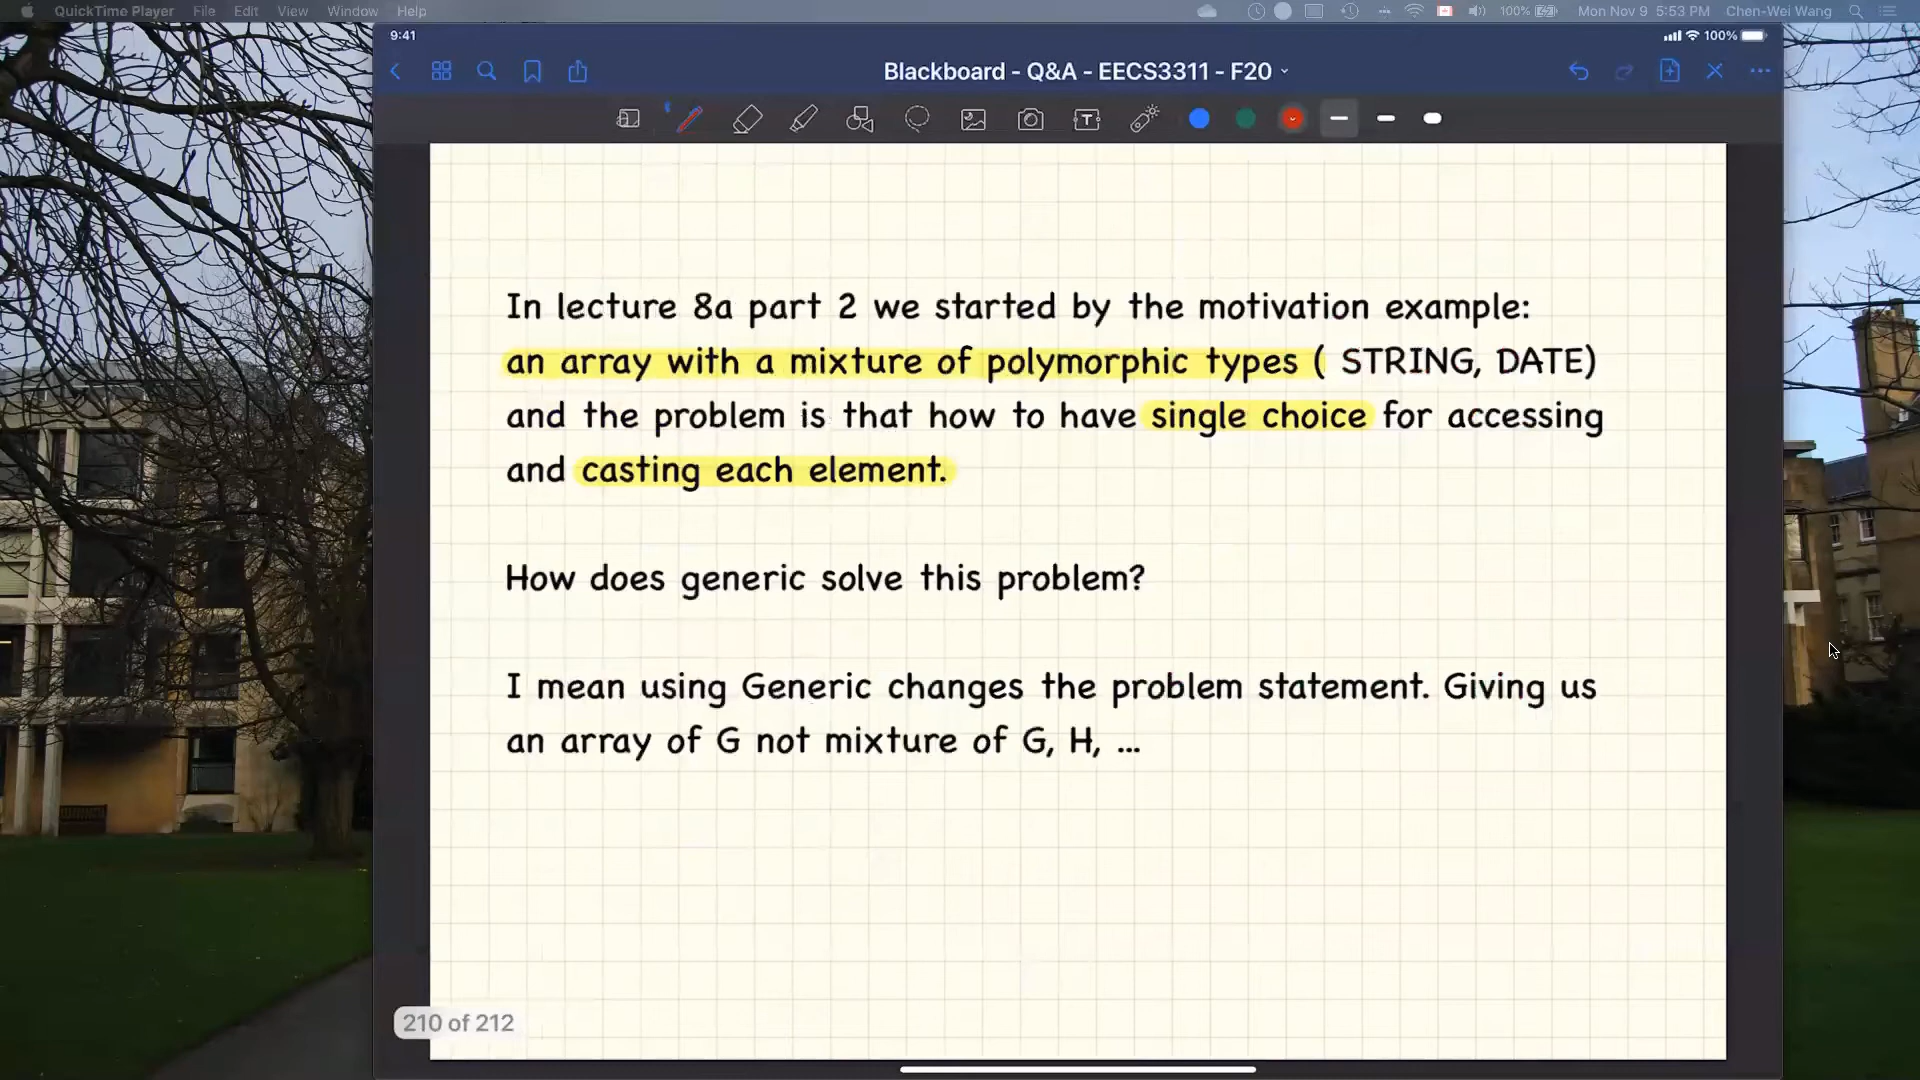 QuickTime Player File Edit View Window Help 100% Mon Nov 9 5:53 PM Chen-Wei Wang
9:41 100%
Blackboard - Q&A - EECS3311 - F20
In lecture 8a part 2 we started by the motivation example:
an array with a mixture of polymorphic types ( STRING, DATE)
and the problem is that how to have single choice for accessing
and casting each element.
How does generic solve this problem?
I mean using Generic changes the problem statement. Giving us
an array of G not mixture of G, H, ...
210 of 212